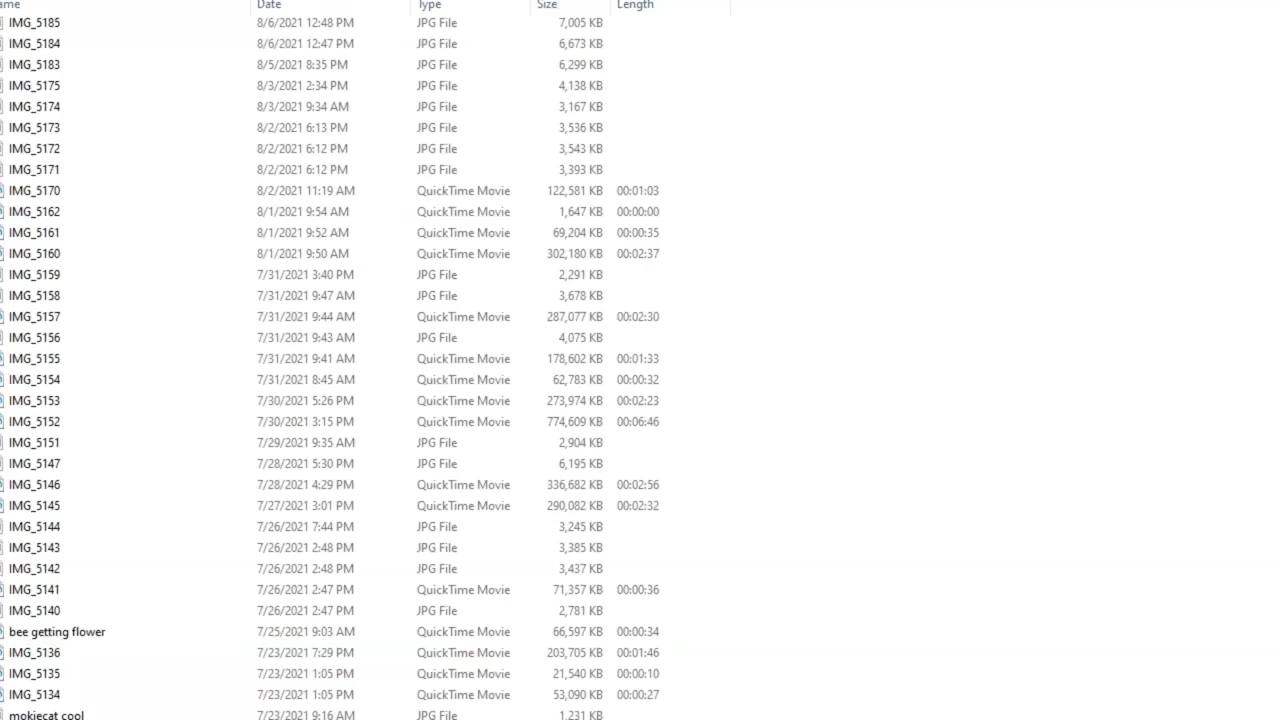 ame Date Type Size Length
IMG_5185 8/6/2021 12:48 PM JPG File 7,005 KB
IMG_5184 8/6/2021 12:47 PM JPG File 6,673 KB
IMG_5183 8/5/2021 8:35 PM JPG File 6,299 KB
IMG_5175 8/3/2021 2:34 PM JPG File 4,138 KB
IMG_5174 8/3/2021 9:34 AM JPG File 3,167 KB
IMG_5173 8/2/2021 6:13 PM JPG File 3,536 KB
IMG_5172 8/2/2021 6:12 PM JPG File 3,543 KB
IMG_5171 8/2/2021 6:12 PM JPG File 3,393 KB
IMG_5170 8/2/2021 11:19 AM QuickTime Movie 122,581 KB 00:01:03
IMG_5162 8/1/2021 9:54 AM QuickTime Movie 1,647 KB 00:00:00
IMG_5161 8/1/2021 9:52 AM QuickTime Movie 69,204 KB 00:00:35
IMG_5160 8/1/2021 9:50 AM QuickTime Movie 302,180 KB 00:02:37
IMG_5159 7/31/2021 3:40 PM JPG File 2,291 KB
IMG_5158 7/31/2021 9:47 AM JPG File 3,678 KB
IMG_5157 7/31/2021 9:44 AM QuickTime Movie 287,077 KB 00:02:30
IMG_5156 7/31/2021 9:43 AM JPG File 4,075 KB
IMG_5155 7/31/2021 9:41 AM QuickTime Movie 178,602 KB 00:01:33
IMG_5154 7/31/2021 8:45 AM QuickTime Movie 62,783 KB 00:00:32
IMG_5153 7/30/2021 5:26 PM QuickTime Movie 273,974 KB 00:02:23
IMG_5152 7/30/2021 3:15 PM QuickTime Movie 774,609 KB 00:06:46
IMG_5151 7/29/2021 9:35 AM JPG File 2,904 KB
IMG_5147 7/28/2021 5:30 PM JPG File 6,195 KB
IMG_5146 7/28/2021 4:29 PM QuickTime Movie 336,682 KB 00:02:56
IMG_5145 7/27/2021 3:01 PM QuickTime Movie 290,082 KB 00:02:32
IMG_5144 7/26/2021 7:44 PM JPG File 3,245 KB
IMG_5143 7/26/2021 2:48 PM JPG File 3,385 KB
IMG_5142 7/26/2021 2:48 PM JPG File 3,437 KB
IMG_5141 7/26/2021 2:47 PM QuickTime Movie 71,357 KB 00:00:36
IMG_5140 7/26/2021 2:47 PM JPG File 2,781 KB
bee getting flower 7/25/2021 9:03 AM QuickTime Movie 66,597 KB 00:00:34
IMG_5136 7/23/2021 7:29 PM QuickTime Movie 203,705 KB 00:01:46
IMG_5135 7/23/2021 1:05 PM QuickTime Movie 21,540 KB 00:00:10
IMG_5134 7/23/2021 1:05 PM QuickTime Movie 53,090 KB 00:00:27
mokiecat cool 7/23/2021 9:16 AM JPG File 1,231 KB